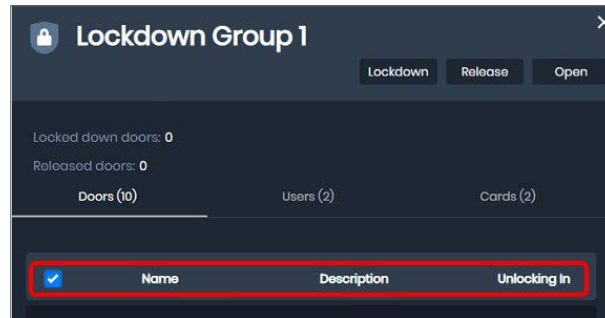 Lockdown Group 1
Lockdown Release Open
Locked down doors: 0
Released doors: 0
Doors (10) Users (2) Cards (2)
Name Description Unlocking In